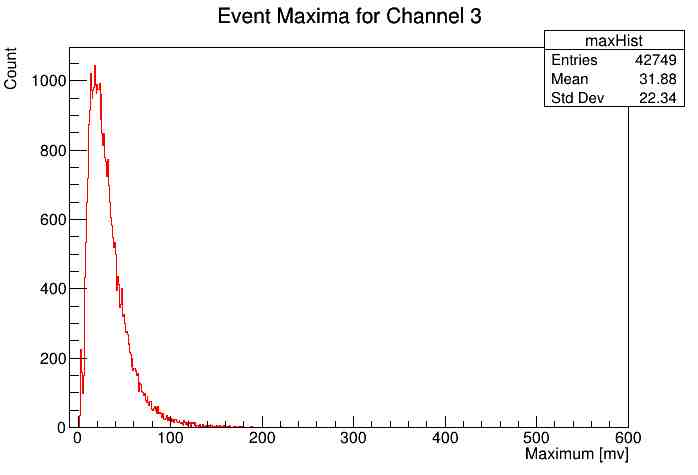 Event Maxima for Channel 3
maxHist
Entries 42749
Mean 31.88
Std Dev 22.34
Count
1000
800
600
400
200
0
0 100 200 300 400 500 600
Maximum [mv]